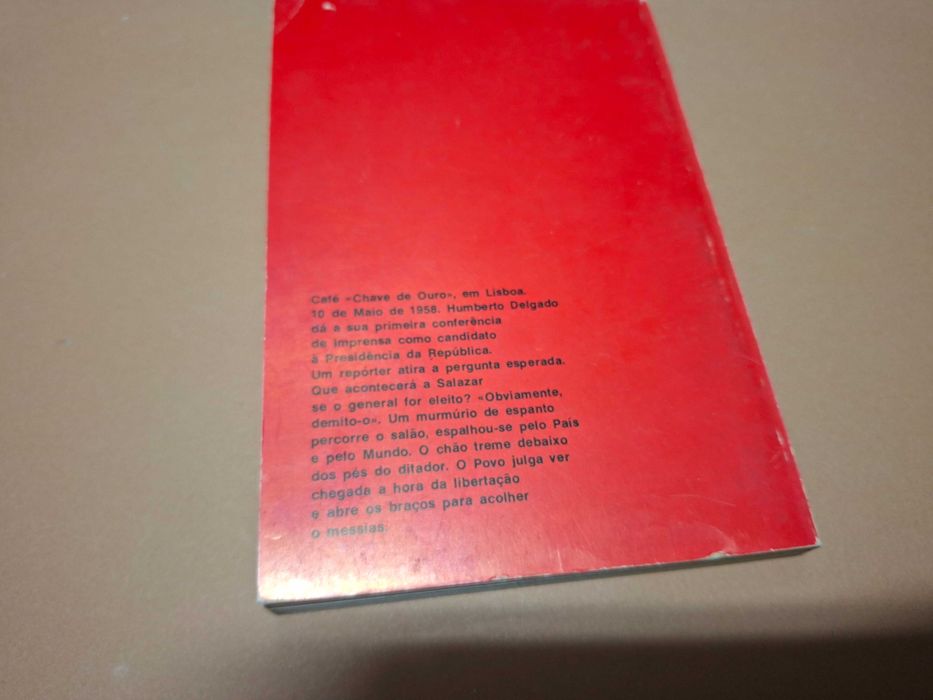 Café «Chave de Ouro», em Lisboa.
10 de Maio de 1958. Humberto Delgado
dá a sua primeira conferência
de imprensa como candidato
à Presidência da República.
Um repórter atira a pergunta esperada.
Que acontecerá a Salazar
se o general for eleito? «Obviamente,
demito-o». Um murmúrio de espanto
percorre o salão, espalhou-se pelo País
e pelo Mundo. O chão treme debaixo
dos pés do ditador. O Povo julga ver
chegada a hora da libertação
e abre os braços para acolher
o messias.